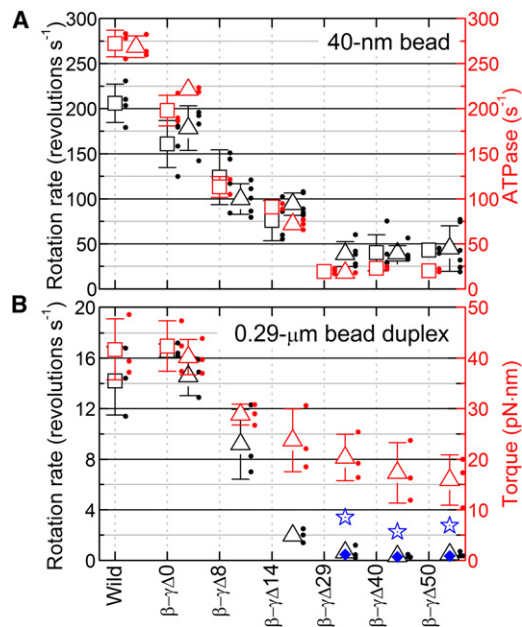 A
40-nm bead
Rotation rate (revolutions s⁻¹)
300
250
200
150
100
50
0
300
250
200
150
100
50
0
ATPase (s⁻¹)
B
0.29-μm bead duplex
Rotation rate (revolutions s⁻¹)
20
16
12
8
4
0
50
40
30
20
10
0
Torque (pN·nm)
Wild
β-γΔ0
β-γΔ8
β-γΔ14
β-γΔ29
β-γΔ40
β-γΔ50